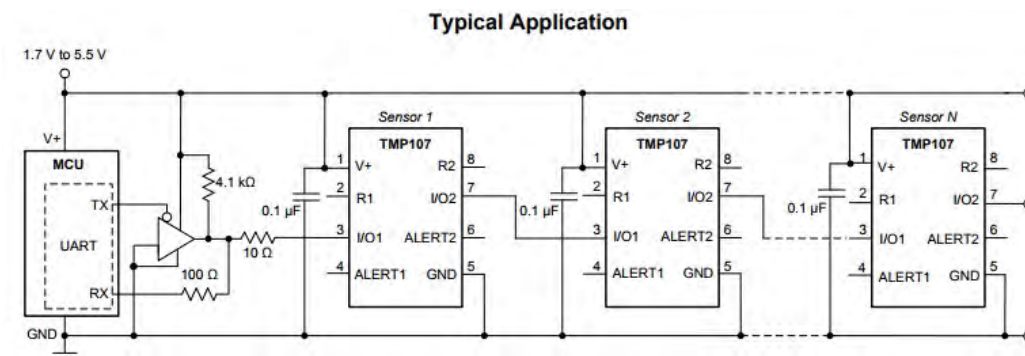 Typical Application
1.7 V to 5.5 V
V+
MCU
TX
UART
RX
GND
4.1 kΩ
10 Ω
100 Ω
0.1 µF
Sensor 1
TMP107
1 V+ R2 8
2 R1 I/O2 7
3 I/O1 ALERT2 6
4 ALERT1 GND 5
0.1 µF
Sensor 2
TMP107
1 V+ R2 8
2 R1 I/O2 7
3 I/O1 ALERT2 6
4 ALERT1 GND 5
0.1 µF
Sensor N
TMP107
1 V+ R2 8
2 R1 I/O2 7
3 I/O1 ALERT2 6
4 ALERT1 GND 5